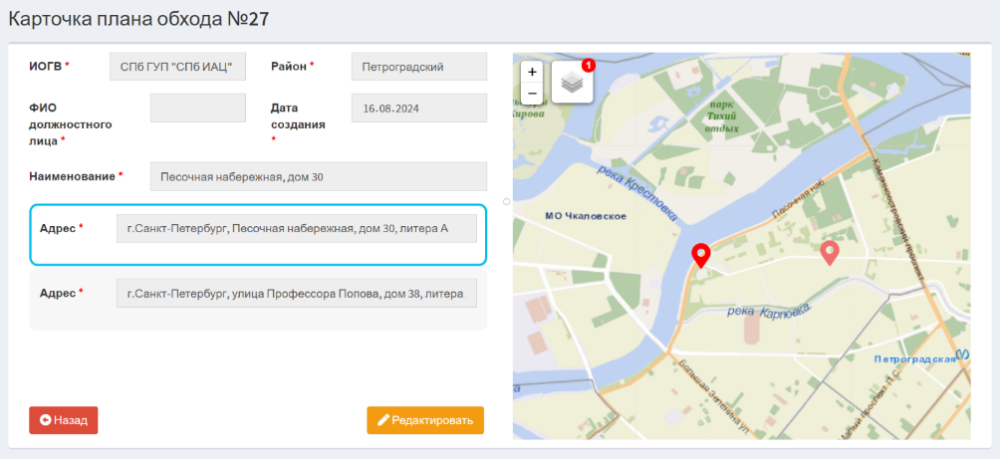 Карточка плана обхода №27
ИОГВ *
СПб ГУП "СПб ИАЦ"
Район *
Петроградский
ФИО
должностного
лица *
Дата
создания
*
16.08.2024
Наименование *
Песочная набережная, дом 30
Адрес *
г.Санкт-Петербург, Песочная набережная, дом 30, литера А
Адрес *
г.Санкт-Петербург, улица Профессора Попова, дом 38, литера
Назад
Редактировать
+
−
1
Кирова
парк
Тихий
отдых
река Крестовка
Песочная наб
Каменноостровский проспект
МО Чкаловское
река Карповка
Петроградская
Большая Зеленина ул.
Малый проспект П.С.